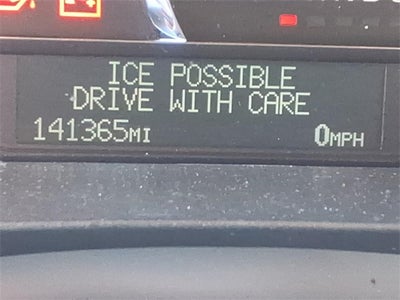 ICE POSSIBLE
DRIVE WITH CARE
141365MI 0MPH